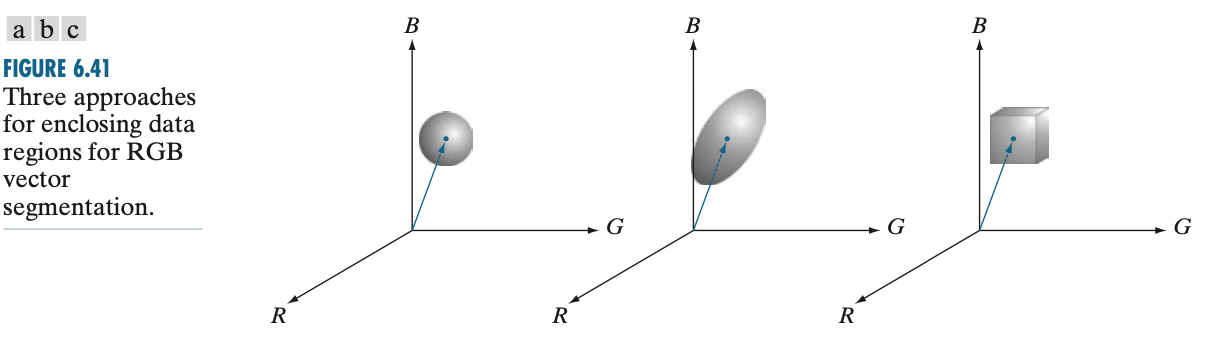 a b c
FIGURE 6.41
Three approaches
for enclosing data
regions for RGB
vector
segmentation.
B
G
R
B
G
R
B
G
R